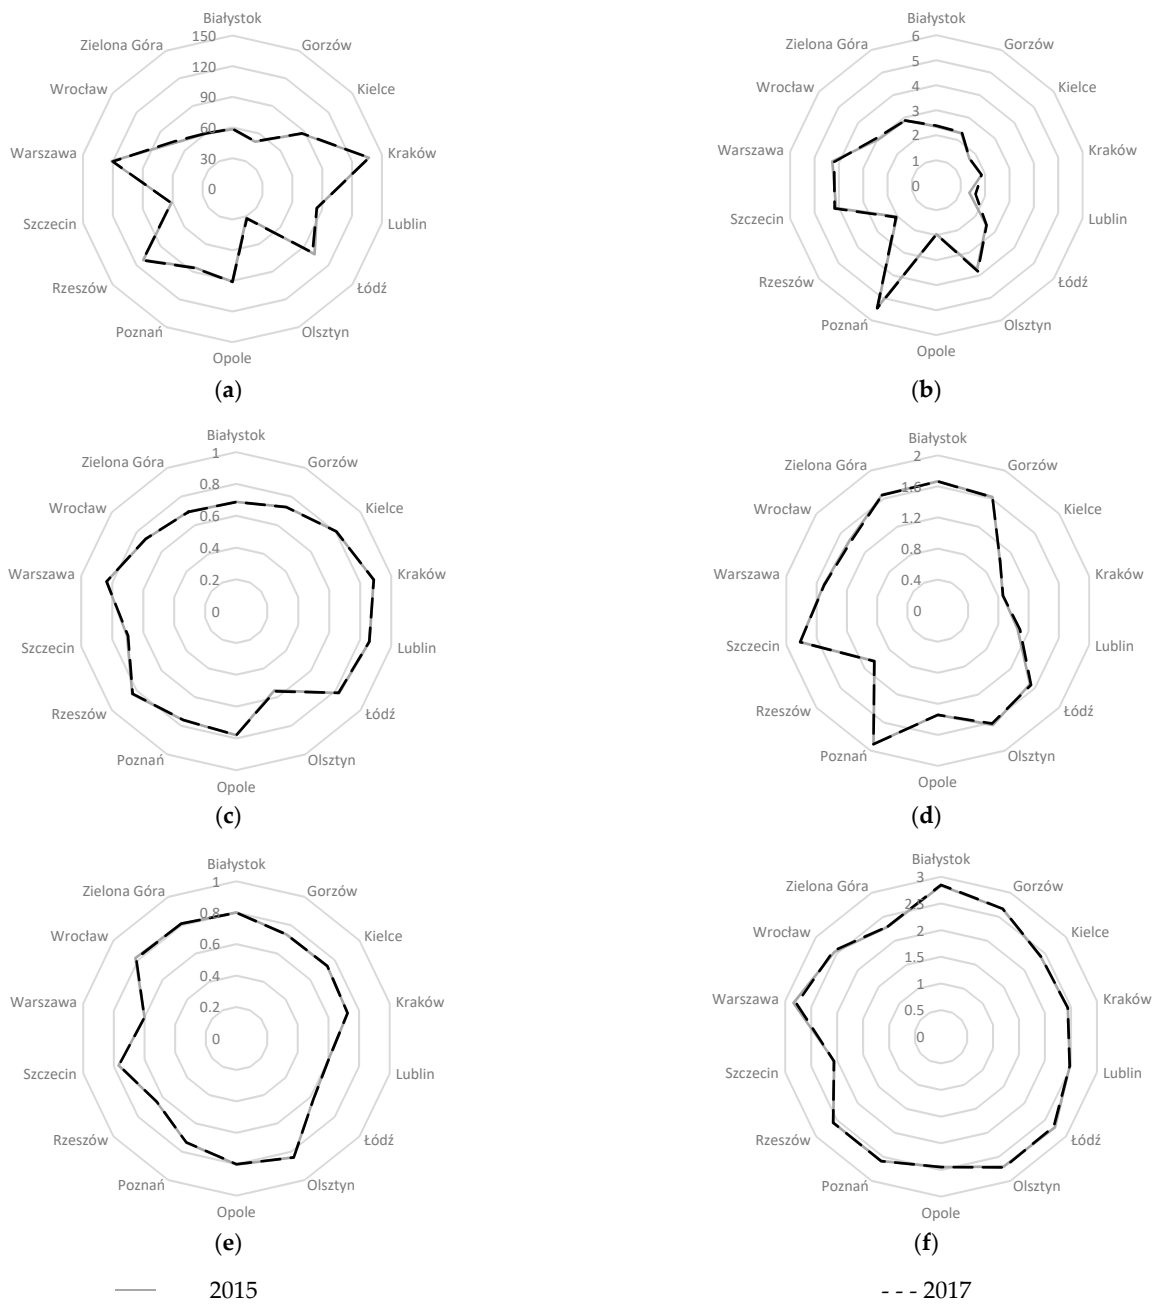 Białystok
150
120
90
60
30
0
Gorzów
Kielce
Kraków
Lublin
Łódź
Olsztyn
Opole
Poznań
Rzeszów
Szczecin
Warszawa
Wrocław
Zielona Góra
(a)
Białystok
6
5
4
3
2
1
0
Gorzów
Kielce
Kraków
Lublin
Łódź
Olsztyn
Opole
Poznań
Rzeszów
Szczecin
Warszawa
Wrocław
Zielona Góra
(b)
Białystok
1
0.8
0.6
0.4
0.2
0
Gorzów
Kielce
Kraków
Lublin
Łódź
Olsztyn
Opole
Poznań
Rzeszów
Szczecin
Warszawa
Wrocław
Zielona Góra
(c)
Białystok
2
1.6
1.2
0.8
0.4
0
Gorzów
Kielce
Kraków
Lublin
Łódź
Olsztyn
Opole
Poznań
Rzeszów
Szczecin
Warszawa
Wrocław
Zielona Góra
(d)
Białystok
1
0.8
0.6
0.4
0.2
0
Gorzów
Kielce
Kraków
Lublin
Łódź
Olsztyn
Opole
Poznań
Rzeszów
Szczecin
Warszawa
Wrocław
Zielona Góra
(e)
Białystok
3
2.5
2
1.5
1
0.5
0
Gorzów
Kielce
Kraków
Lublin
Łódź
Olsztyn
Opole
Poznań
Rzeszów
Szczecin
Warszawa
Wrocław
Zielona Góra
(f)
2015
2017